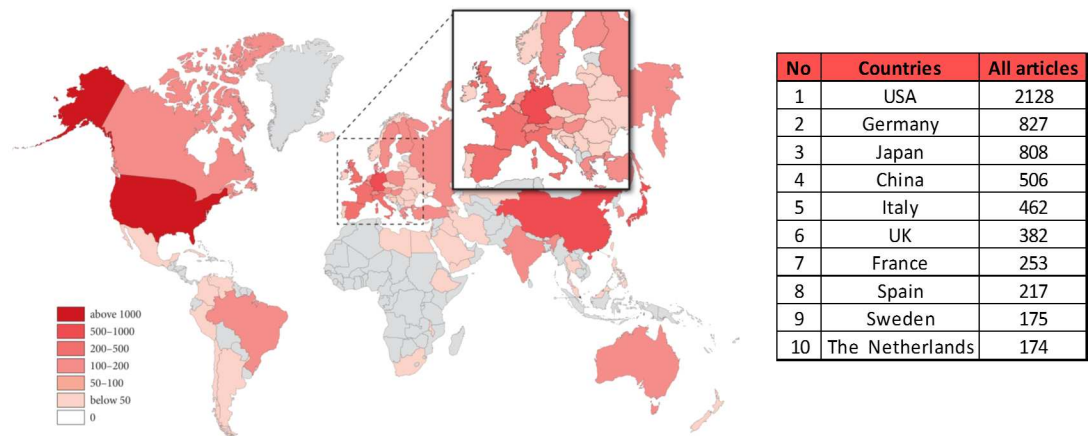 above 1000
500–1000
200–500
100–200
50–100
below 50
0
No Countries All articles
1 USA 2128
2 Germany 827
3 Japan 808
4 China 506
5 Italy 462
6 UK 382
7 France 253
8 Spain 217
9 Sweden 175
10 The Netherlands 174